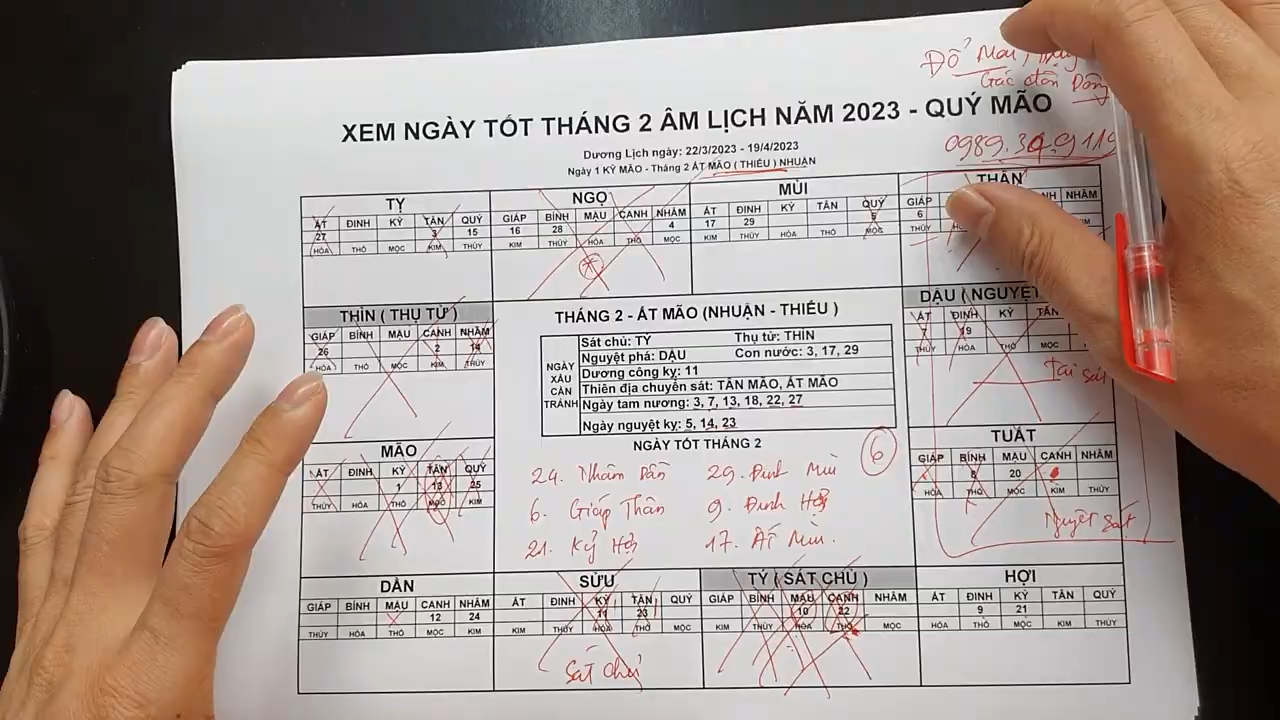 Đổ Mai,
Gác đòn Dông
XEM NGÀY TỐT THÁNG 2 ÂM LỊCH NĂM 2023 - QUÝ MÃO
0989.349119
Dương Lịch ngày: 22/3/2023 - 19/4/2023
Ngày 1 KỶ MÃO - Tháng 2 ẤT MÃO ( THIẾU ) NHUẬN
TỴ
ẤT ĐINH KỶ TÂN QUÝ
27 3 15
HỎA THỔ MỘC KIM THỦY
NGỌ
GIÁP BÍNH MẬU CANH NHÂM
16 28 4
KIM THỦY HỎA THỔ MỘC
MÙI
ẤT ĐINH KỶ TÂN QUÝ
17 29 5
KIM THỦY HỎA THỔ MỘC
THÂN
GIÁP NHÂM
6
THỦY
THÌN ( THỤ TỬ )
GIÁP BÍNH MẬU CANH NHÂM
26 2 14
HỎA MỘC KIM THỦY
THÁNG 2 - ẤT MÃO (NHUẬN - THIẾU )
NGÀY XẤU CẦN TRÁNH
Sát chủ: TÝ Thụ tử: THÌN
Nguyệt phá: DẬU Con nước: 3, 17, 29
Dương công kỵ: 11
Thiên địa chuyển sát: TÂN MÃO, ẤT MÃO
Ngày tam nương: 3, 7, 13, 18, 22, 27
Ngày nguyệt kỵ: 5, 14, 23
DẬU ( NGUYỆT
ẤT ĐINH KỶ TÂN
7 19
THỦY HỎA THỔ MỘC
Tai sát
MÃO
ẤT ĐINH KỶ TÂN QUÝ
1 13 25
THỦY HỎA THỔ MỘC KIM
NGÀY TỐT THÁNG 2
6
24. Nhâm Dần 29. Đinh Mùi
6. Giáp Thân 9. Đinh Hợi
21. Kỷ Hợi 17. Ất Mùi.
TUẤT
GIÁP BÍNH MẬU CANH NHÂM
8 20
HỎA THỔ MỘC KIM THỦY
Nguyệt Sát
DẦN
GIÁP BÍNH MẬU CANH NHÂM
12 24
THỦY HỎA THỔ MỘC KIM
SỬU
ẤT ĐINH KỶ TÂN QUÝ
11 23
KIM THỦY HỎA THỔ MỘC
Sát Chủ
TÝ ( SÁT CHỦ )
GIÁP BÍNH MẬU CANH NHÂM
10 22
KIM THỦY HỎA THỔ MỘC
HỢI
ẤT ĐINH KỶ TÂN QUÝ
9 21
HỎA THỔ MỘC KIM THỦY